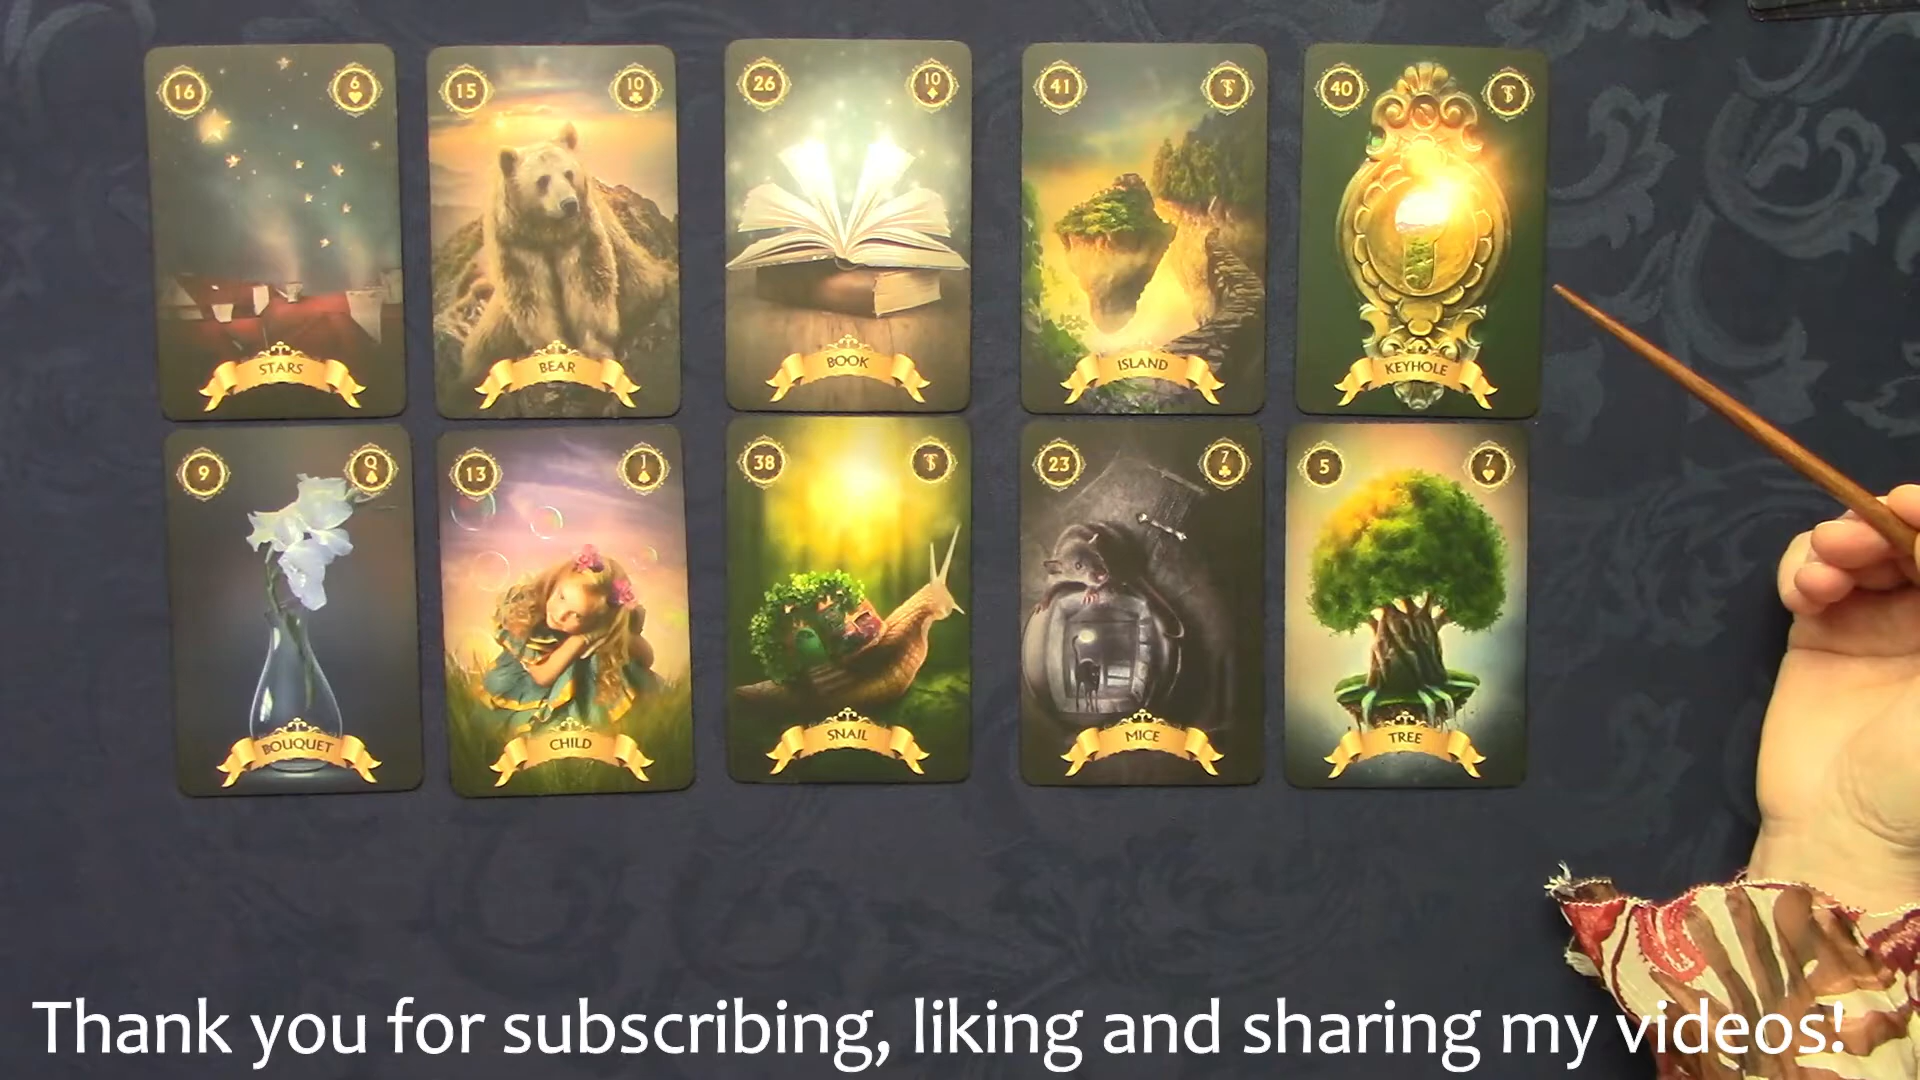 16 6♥
STARS
15 10♣
BEAR
26 10♦
BOOK
41
ISLAND
40
KEYHOLE
9 Q♠
BOUQUET
13 J♠
CHILD
38
SNAIL
23 7♣
MICE
5 7♥
TREE
Thank you for subscribing, liking and sharing my videos!